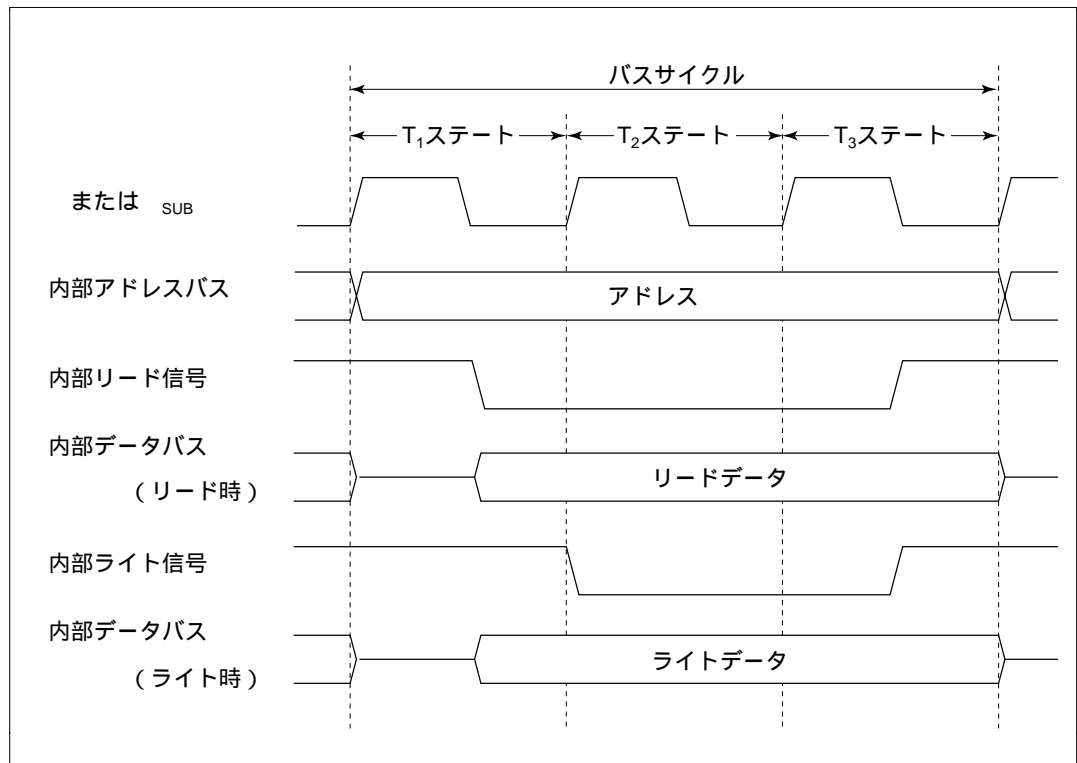 バスサイクル
T₁ステート
T₂ステート
T₃ステート
または SUB
内部アドレスバス
アドレス
内部リード信号
内部データバス
(リード時)
リードデータ
内部ライト信号
内部データバス
(ライト時)
ライトデータ